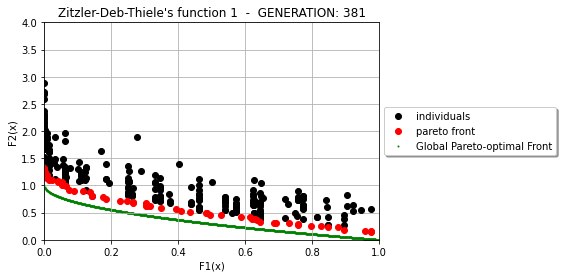 Zitzler-Deb-Thiele's function 1 - GENERATION: 381
4.0
3.5
3.0
2.5
2.0
1.5
1.0
0.5
0.0
F2(x)
0.0 0.2 0.4 0.6 0.8 1.0
F1(x)
individuals
pareto front
Global Pareto-optimal Front